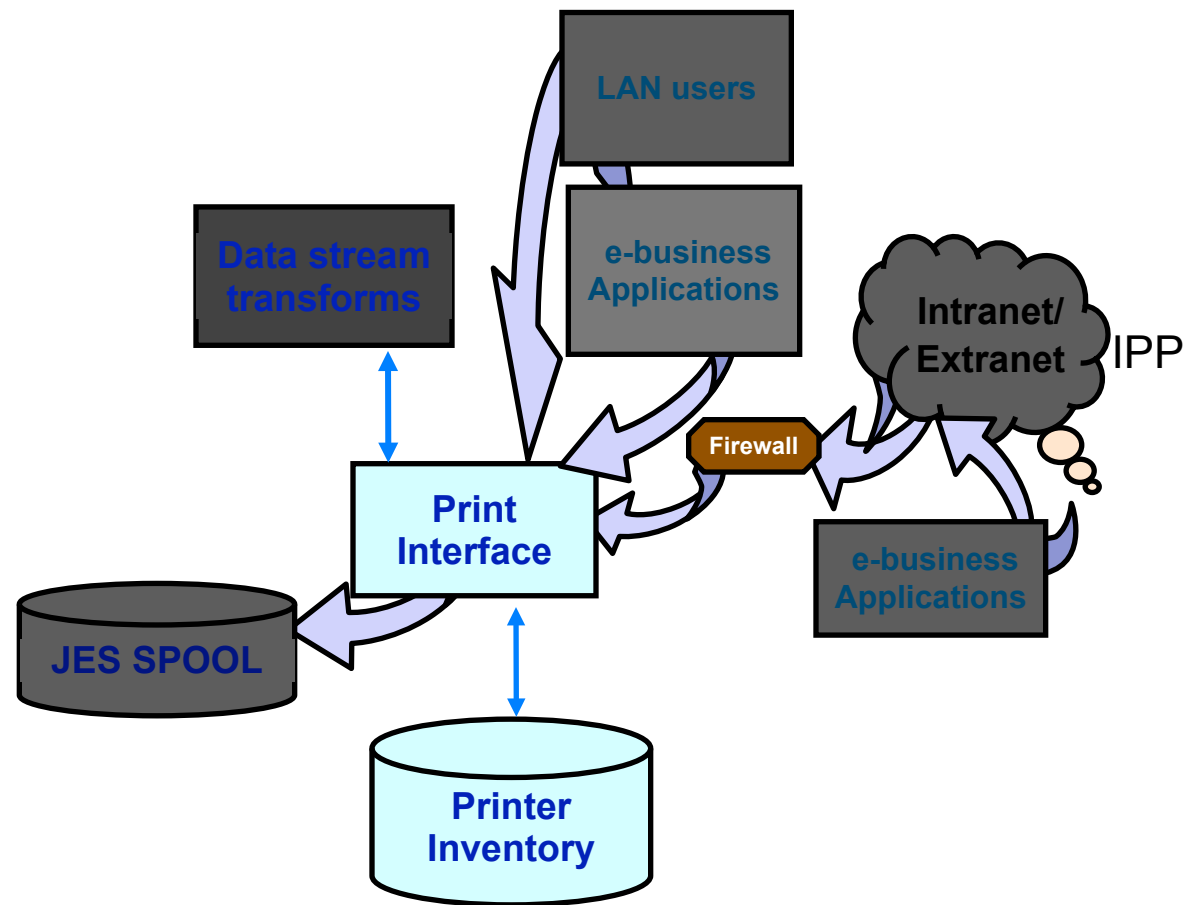 LAN users
Data stream
transforms
e-business
Applications
Intranet/
Extranet
IPP
Firewall
Print
Interface
e-business
Applications
JES SPOOL
Printer
Inventory